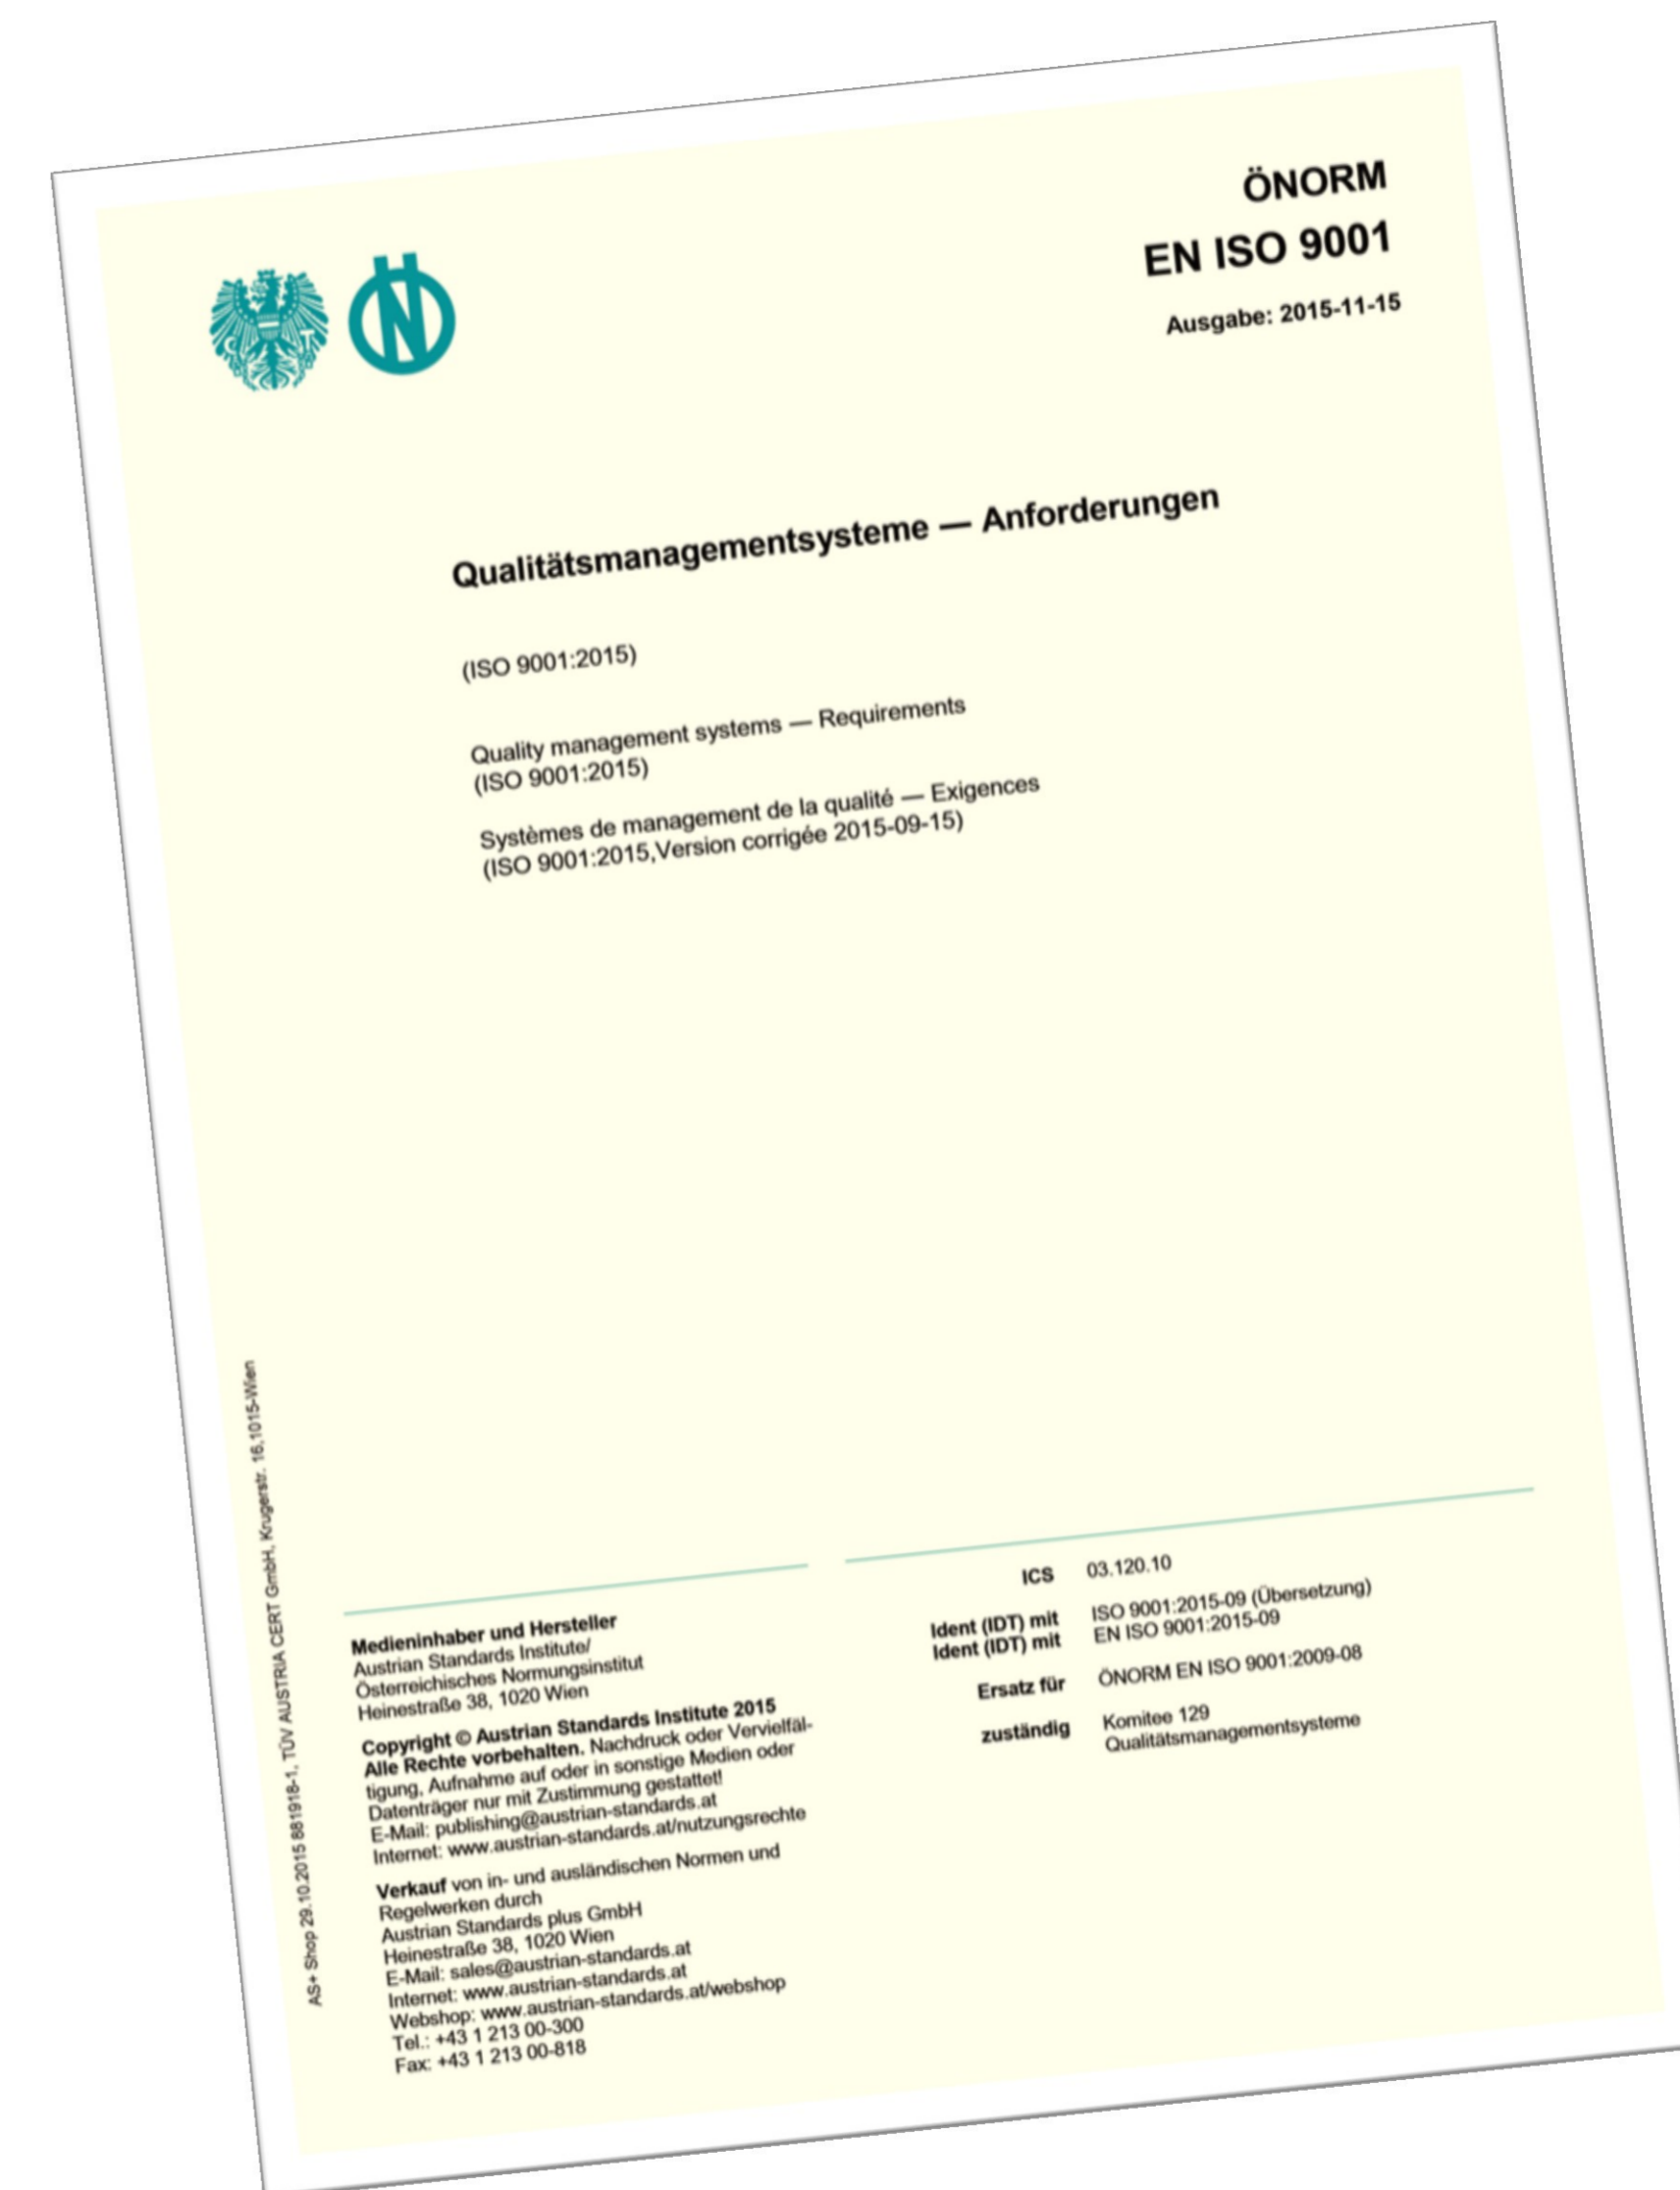 ÖNORM
EN ISO 9001
Ausgabe: 2015-11-15
Qualitätsmanagementsysteme — Anforderungen
(ISO 9001:2015)
Quality management systems — Requirements
(ISO 9001:2015)
Systèmes de management de la qualité — Exigences
(ISO 9001:2015,Version corrigée 2015-09-15)
AS+ Shop 29.10.2015 881918-1, TÜV AUSTRIA CERT GmbH, Krugerstr. 16,1015-Wien
Medieninhaber und Hersteller
Austrian Standards Institute/
Österreichisches Normungsinstitut
Heinestraße 38, 1020 Wien
Copyright © Austrian Standards Institute 2015
Alle Rechte vorbehalten. Nachdruck oder Vervielfäl-
tigung, Aufnahme auf oder in sonstige Medien oder
Datenträger nur mit Zustimmung gestattet!
E-Mail: publishing@austrian-standards.at
Internet: www.austrian-standards.at/nutzungsrechte
Verkauf von in- und ausländischen Normen und
Regelwerken durch
Austrian Standards plus GmbH
Heinestraße 38, 1020 Wien
E-Mail: sales@austrian-standards.at
Internet: www.austrian-standards.at
Webshop: www.austrian-standards.at/webshop
Tel.: +43 1 213 00-300
Fax: +43 1 213 00-818
ICS 03.120.10
Ident (IDT) mit ISO 9001:2015-09 (Übersetzung)
Ident (IDT) mit EN ISO 9001:2015-09
Ersatz für ÖNORM EN ISO 9001:2009-08
zuständig Komitee 129
Qualitätsmanagementsysteme